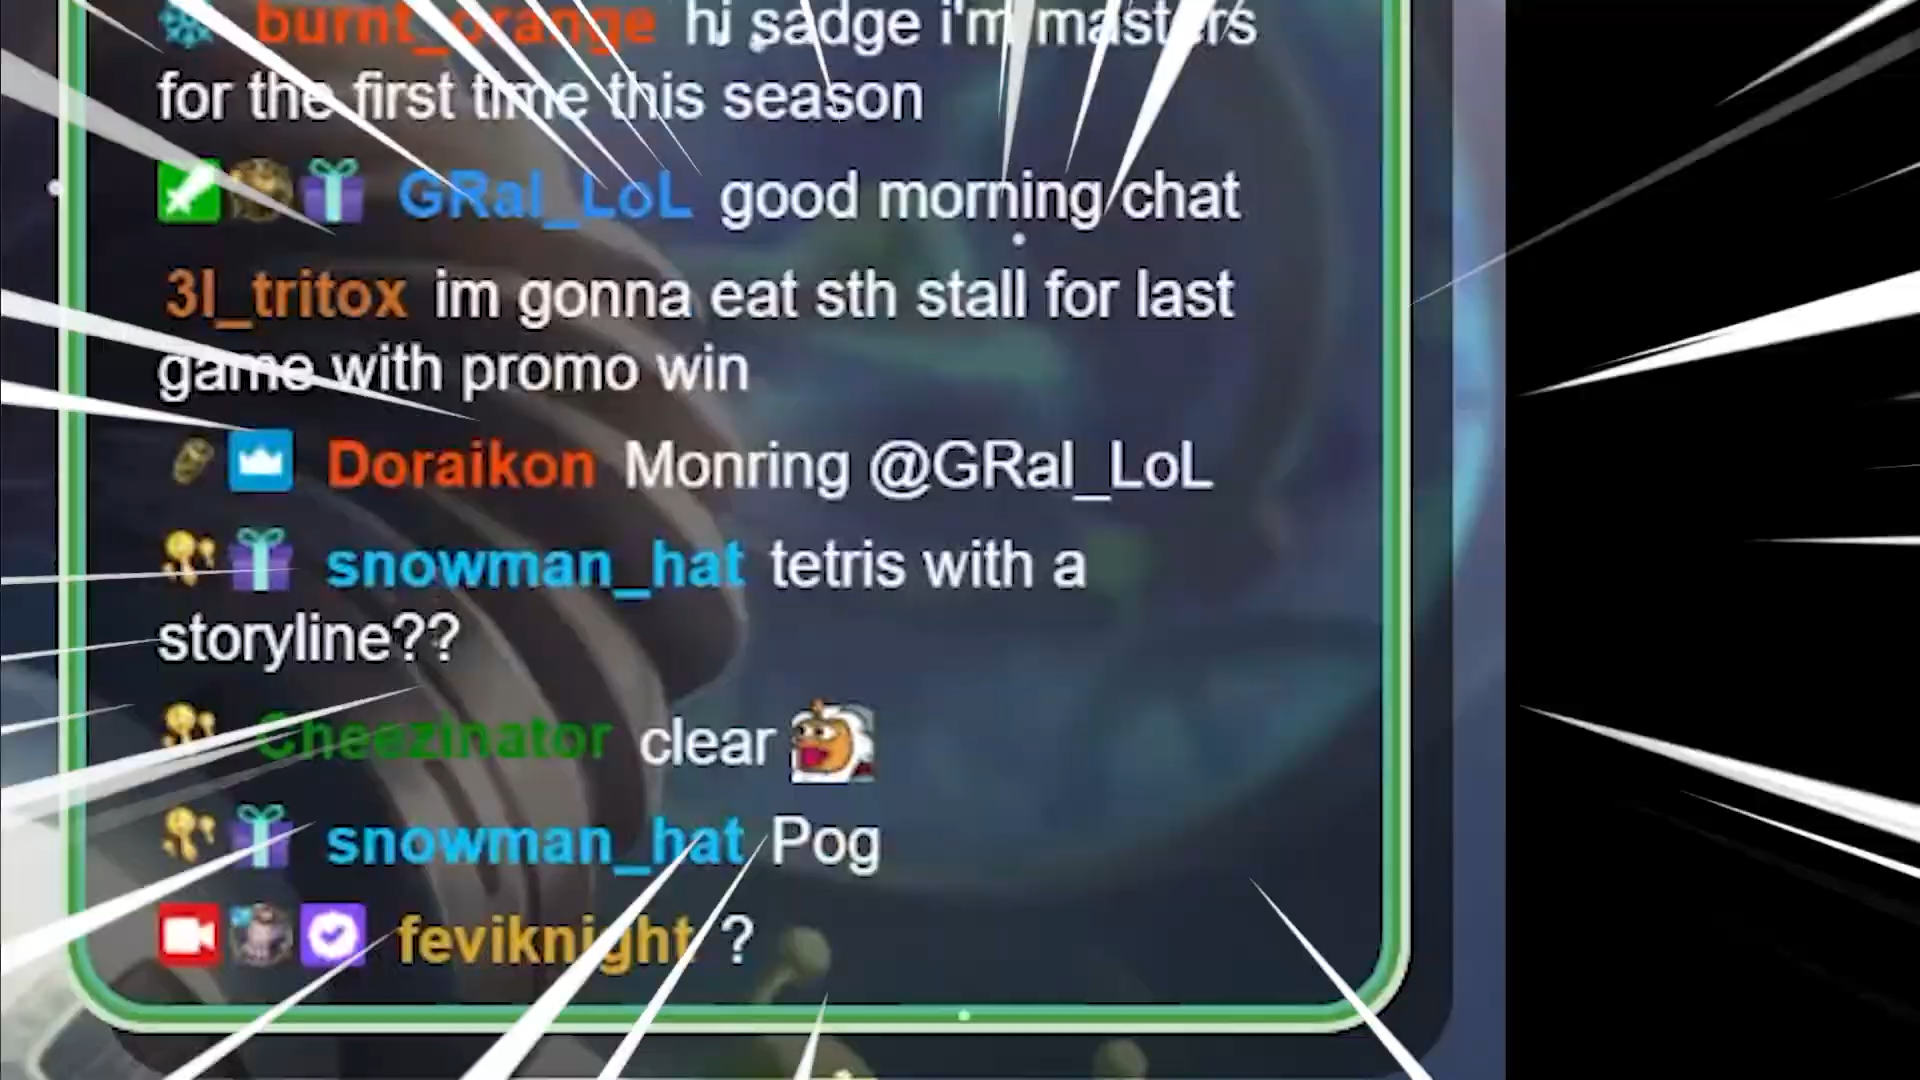 burnt_orange hi sadge i'm masters
for the first time this season
GRal_LoL good morning chat
3l_tritox im gonna eat sth stall for last
game with promo win
Doraikon Monring @GRal_LoL
snowman_hat tetris with a
storyline??
Cheezinator clear
snowman_hat Pog
feviknight ?